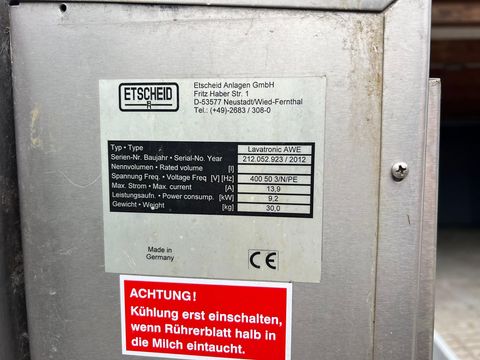 ETSCHEID
Etscheid Anlagen GmbH
Fritz Haber Str. 1
D-53577 Neustadt/Wied-Fernthal
Tel.: (+49)-2683 / 308-0
Typ • Type Lavatronic AWE
Serien-Nr. Baujahr • Serial-No. Year 212.052.923 / 2012
Nennvolumen • Rated volume [l]
Spannung Freq. • Voltage Freq [V] [Hz] 400 50 3/N/PE
Max. Strom • Max. current [A] 13,9
Leistungsaufn. • Power consump. [kW] 9,2
Gewicht • Weight [kg] 30,0
Made in
Germany
CE
ACHTUNG!
Kühlung erst einschalten,
wenn Rührerblatt halb in
die Milch eintaucht.